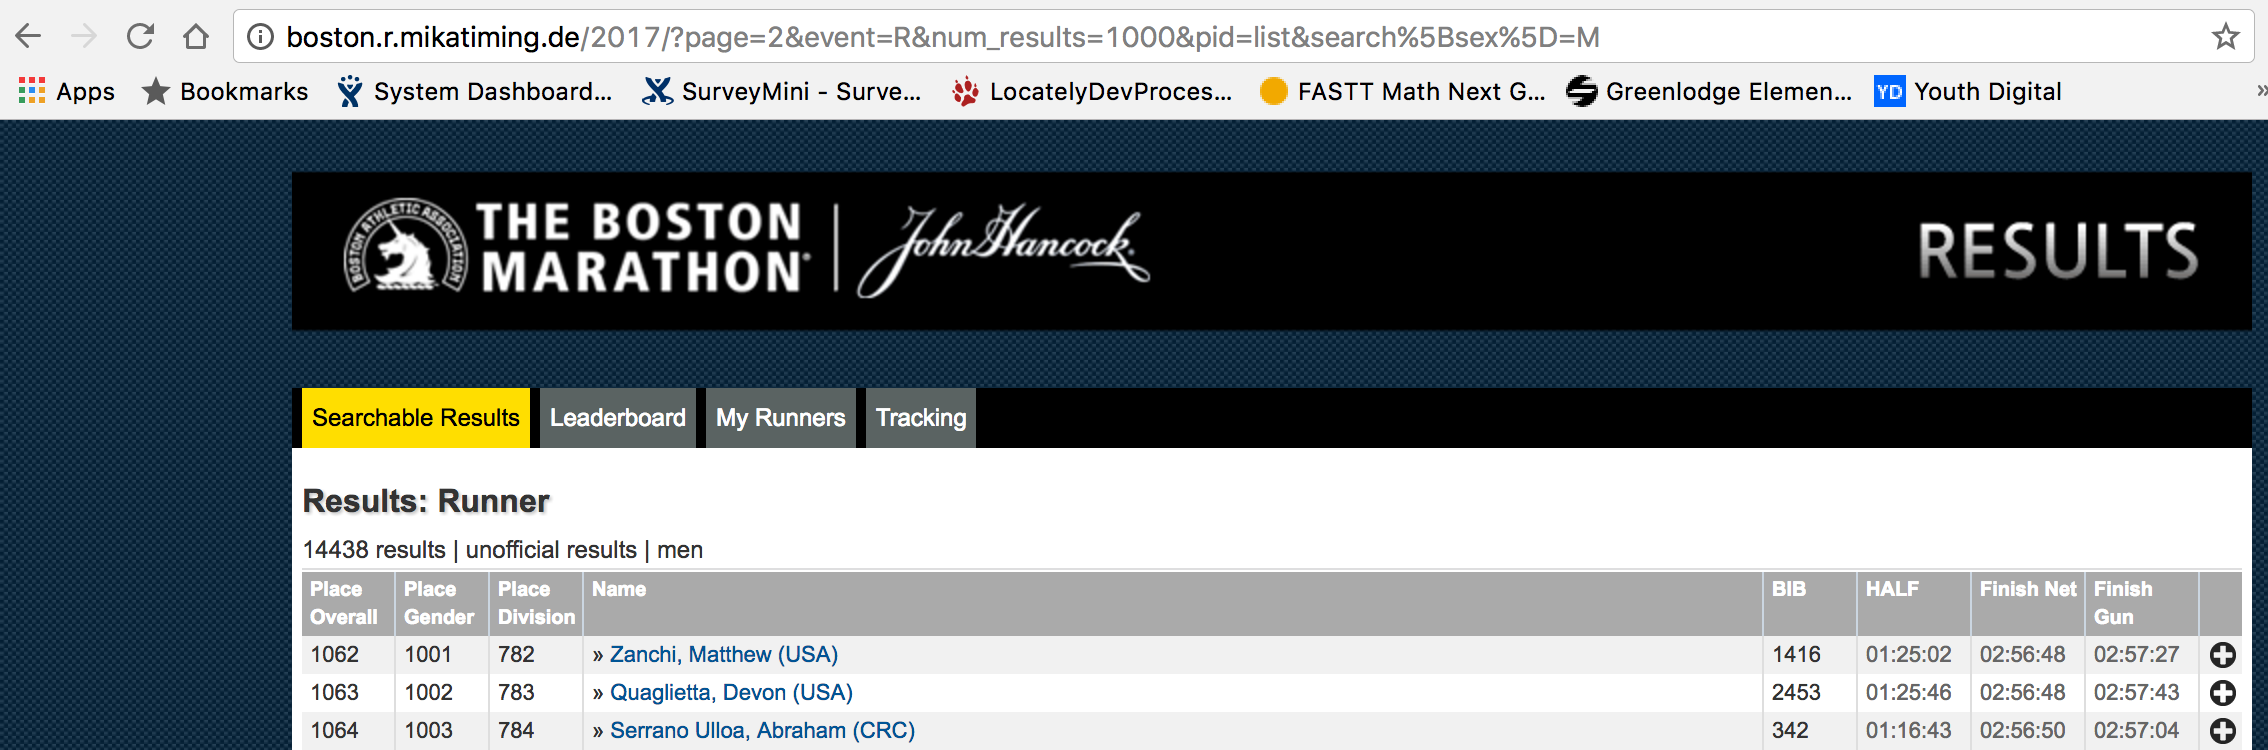 boston.r.mikatiming.de/2017/?page=2&event=R&num_results=1000&pid=list&search%5Bsex%5D=M
Apps Bookmarks System Dashboard... SurveyMini - Surve... LocatelyDevProces... FASTT Math Next G... Greenlodge Elemen... YD Youth Digital »
BOSTON ATHLETIC ASSOCIATION
THE BOSTON
MARATHON®
John Hancock.
RESULTS
Searchable Results Leaderboard My Runners Tracking
Results: Runner
14438 results | unofficial results | men
Place Overall Place Gender Place Division Name BIB HALF Finish Net Finish Gun
1062 1001 782 » Zanchi, Matthew (USA) 1416 01:25:02 02:56:48 02:57:27
1063 1002 783 » Quaglietta, Devon (USA) 2453 01:25:46 02:56:48 02:57:43
1064 1003 784 » Serrano Ulloa, Abraham (CRC) 342 01:16:43 02:56:50 02:57:04